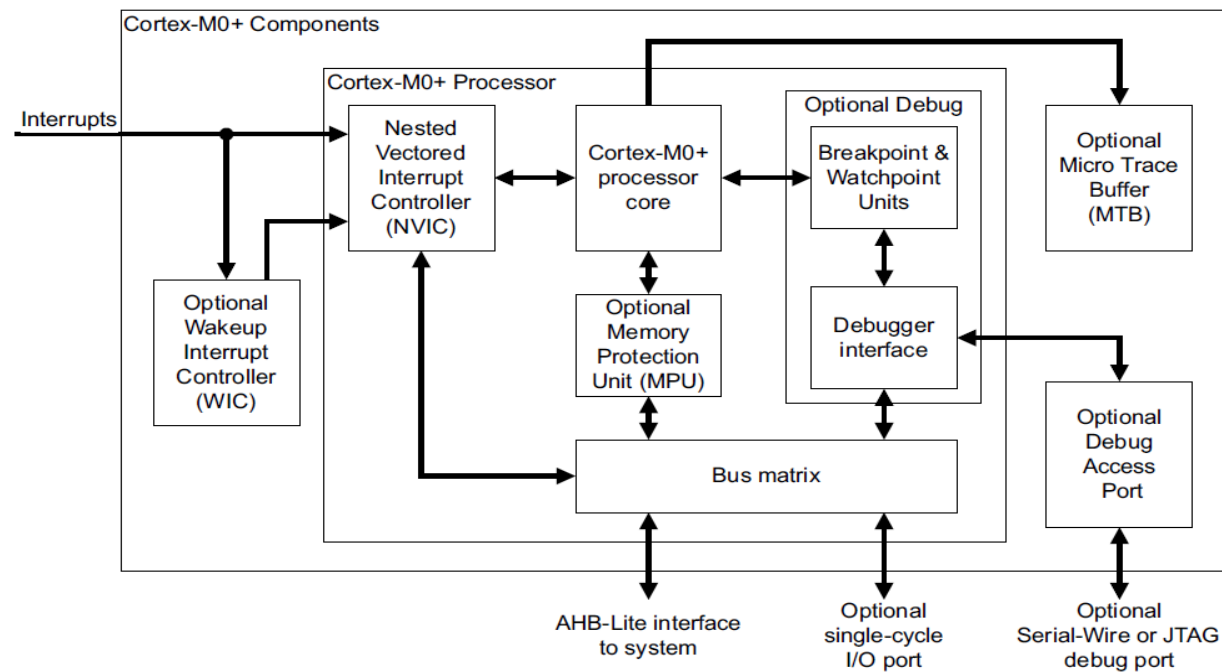 Cortex-M0+ Components
Cortex-M0+ Processor
Interrupts
Nested
Vectored
Interrupt
Controller
(NVIC)
Cortex-M0+
processor
core
Optional Debug
Breakpoint &
Watchpoint
Units
Optional
Micro Trace
Buffer
(MTB)
Optional
Wakeup
Interrupt
Controller
(WIC)
Optional
Memory
Protection
Unit (MPU)
Debugger
interface
Optional
Debug
Access
Port
Bus matrix
AHB-Lite interface
to system
Optional
single-cycle
I/O port
Optional
Serial-Wire or JTAG
debug port